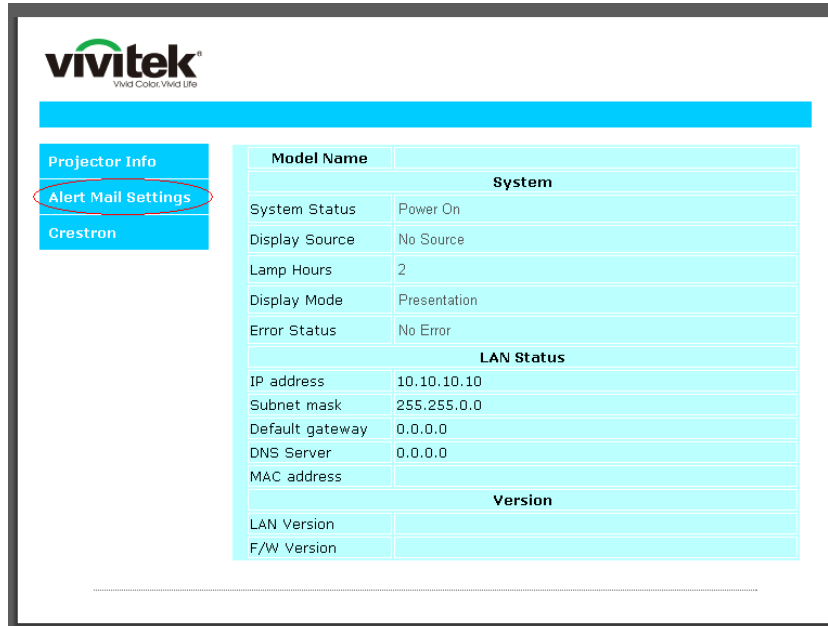 vivitek®
Vivid Color, Vivid Life
Projector Info
Alert Mail Settings
Crestron
Model Name
System
System Status Power On
Display Source No Source
Lamp Hours 2
Display Mode Presentation
Error Status No Error
LAN Status
IP address 10.10.10.10
Subnet mask 255.255.0.0
Default gateway 0.0.0.0
DNS Server 0.0.0.0
MAC address
Version
LAN Version
F/W Version